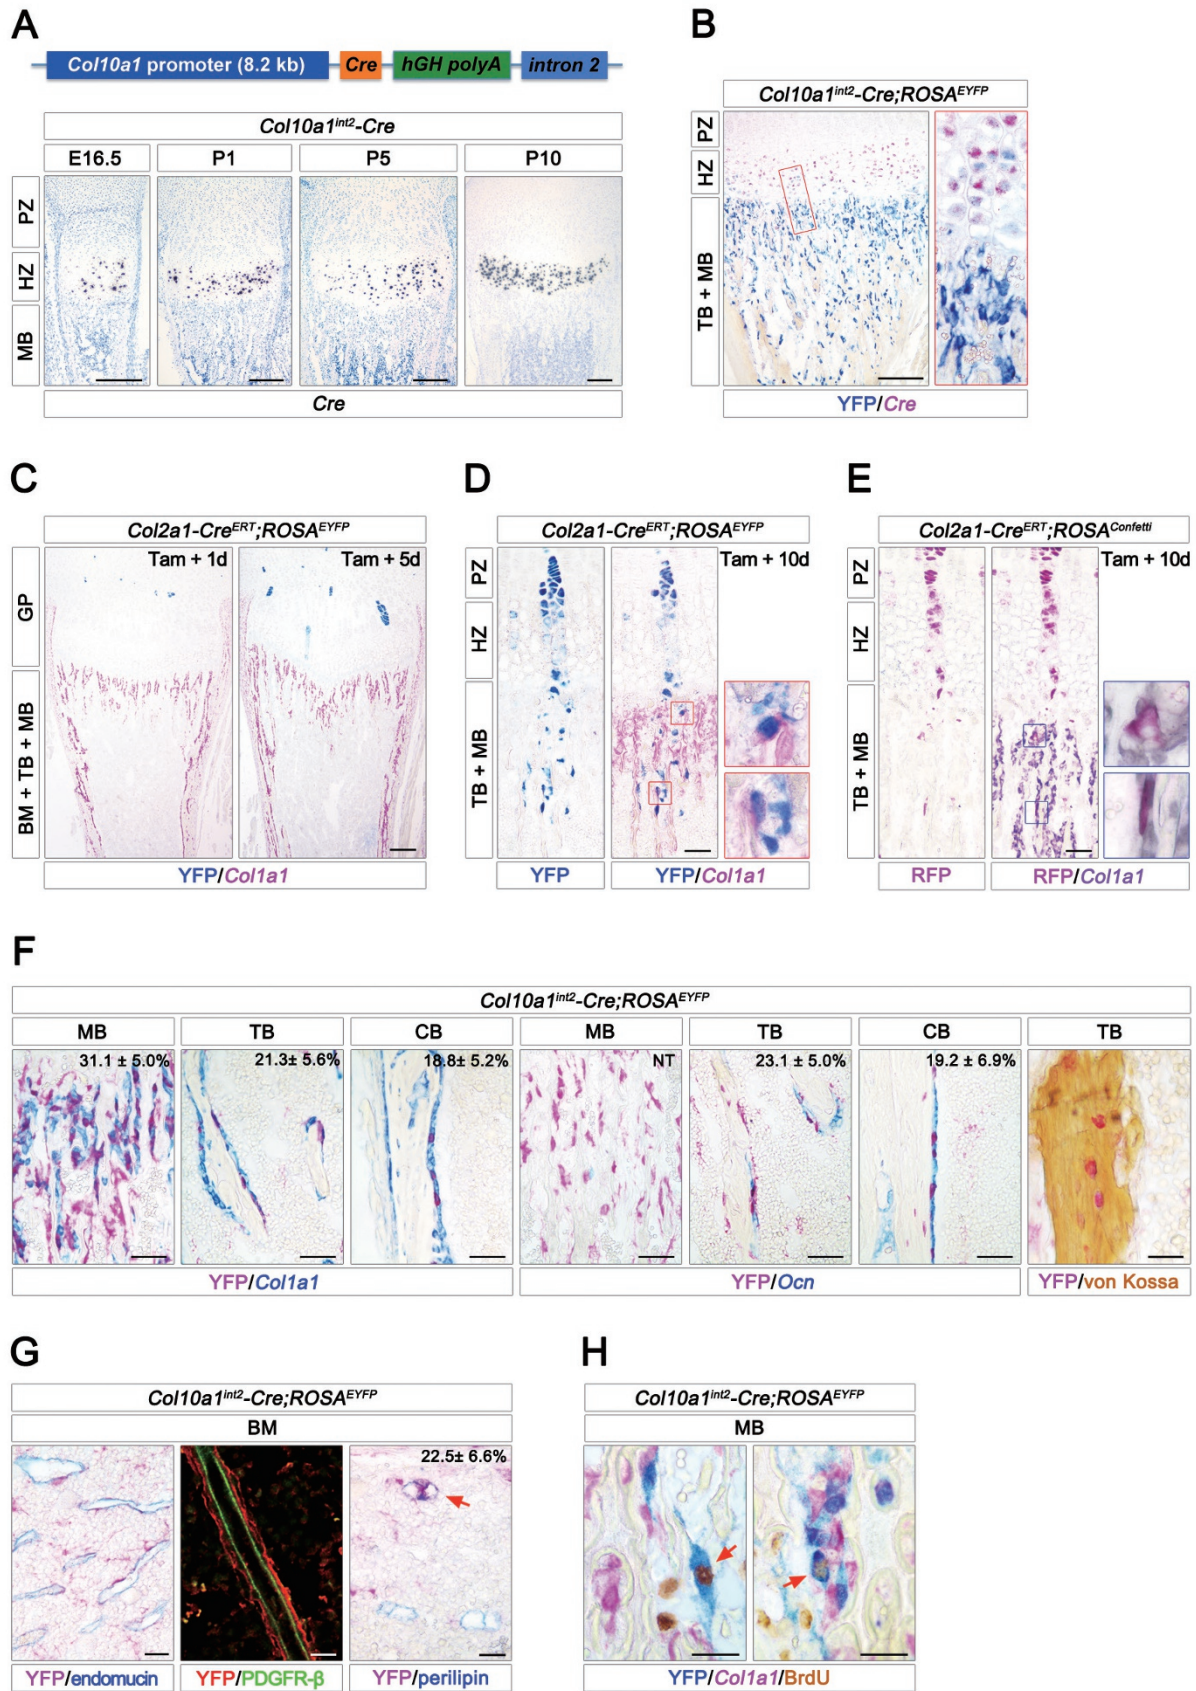 A
Col10a1 promoter (8.2 kb) Cre hGH polyA intron 2
Col10a1int2-Cre
E16.5 P1 P5 P10
PZ
HZ
MB
Cre
B
Col10a1int2-Cre;ROSAEYFP
PZ
HZ
TB + MB
YFP/Cre
C
Col2a1-CreERT;ROSAEYFP
Tam + 1d Tam + 5d
GP
BM + TB + MB
YFP/Col1a1
D
Col2a1-CreERT;ROSAEYFP
Tam + 10d
PZ
HZ
TB + MB
YFP YFP/Col1a1
E
Col2a1-CreERT;ROSAConfetti
Tam + 10d
PZ
HZ
TB + MB
RFP RFP/Col1a1
F
Col10a1int2-Cre;ROSAEYFP
MB TB CB MB TB CB TB
31.1 ± 5.0% 21.3± 5.6% 18.8± 5.2% NT 23.1 ± 5.0% 19.2 ± 6.9%
YFP/Col1a1 YFP/Ocn YFP/von Kossa
G
Col10a1int2-Cre;ROSAEYFP
BM
22.5± 6.6%
YFP/endomucin YFP/PDGFR-β YFP/perilipin
H
Col10a1int2-Cre;ROSAEYFP
MB
YFP/Col1a1/BrdU